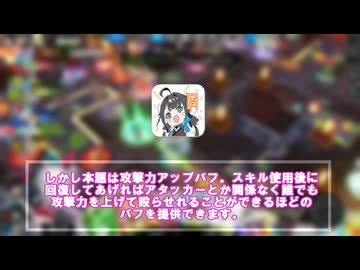 しかし本題は攻撃力アップバフ。スキル使用後に
回復してあげればアタッカーとか関係なく誰でも
攻撃力を上げて殴らせれることができるほどの
バフを提供できます。